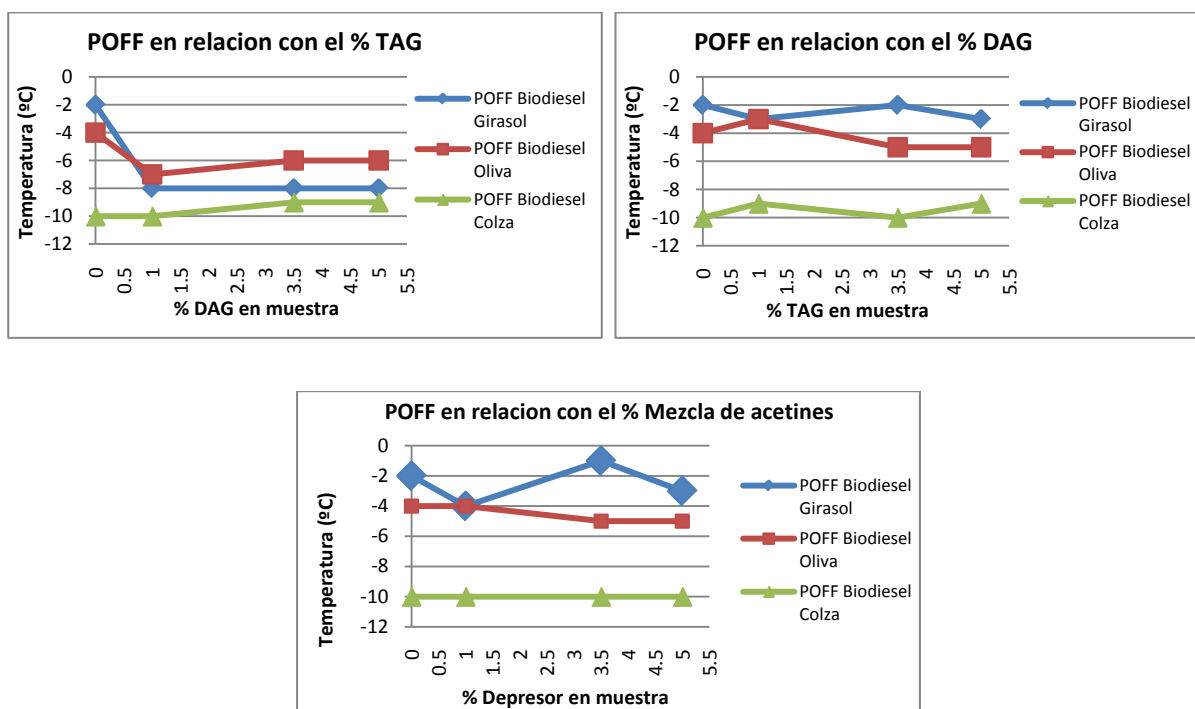 POFF en relacion con el % TAG
Temperatura (ºC)
0
-2
-4
-6
-8
-10
-12
0
0.5
1
1.5
2
2.5
3
3.5
4
4.5
5
5.5
% DAG en muestra
POFF Biodiesel
Girasol
POFF Biodiesel
Oliva
POFF Biodiesel
Colza
POFF en relacion con el % DAG
Temperatura (ºC)
0
-2
-4
-6
-8
-10
-12
0
0.5
1
1.5
2
2.5
3
3.5
4
4.5
5
5.5
% TAG en muestra
POFF Biodiesel
Girasol
POFF Biodiesel
Oliva
POFF Biodiesel
Colza
POFF en relacion con el % Mezcla de acetines
Temperatura (ºC)
0
-2
-4
-6
-8
-10
-12
0
0.5
1
1.5
2
2.5
3
3.5
4
4.5
5
5.5
% Depresor en muestra
POFF Biodiesel
Girasol
POFF Biodiesel
Oliva
POFF Biodiesel
Colza